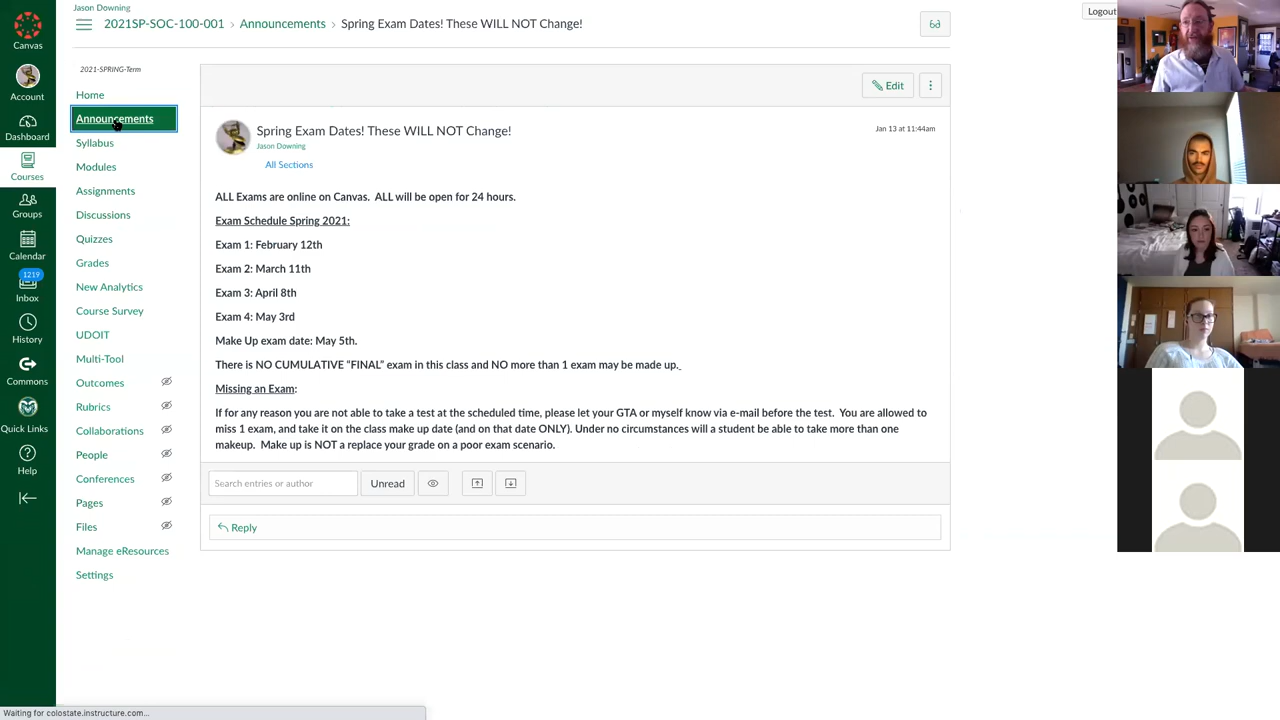 Jason Downing
2021SP-SOC-100-001 › Announcements › Spring Exam Dates! These WILL NOT Change!
Logout
Canvas
Account
Dashboard
Courses
Groups
Calendar
1219
Inbox
History
Commons
Quick Links
Help
2021-SPRING-Term
Home
Announcements
Syllabus
Modules
Assignments
Discussions
Quizzes
Grades
New Analytics
Course Survey
UDOIT
Multi-Tool
Outcomes
Rubrics
Collaborations
People
Conferences
Pages
Files
Manage eResources
Settings
Edit
Spring Exam Dates! These WILL NOT Change!
Jan 13 at 11:44am
Jason Downing
All Sections
ALL Exams are online on Canvas. ALL will be open for 24 hours.
Exam Schedule Spring 2021:
Exam 1: February 12th
Exam 2: March 11th
Exam 3: April 8th
Exam 4: May 3rd
Make Up exam date: May 5th.
There is NO CUMULATIVE “FINAL” exam in this class and NO more than 1 exam may be made up.
Missing an Exam:
If for any reason you are not able to take a test at the scheduled time, please let your GTA or myself know via e-mail before the test. You are allowed to
miss 1 exam, and take it on the class make up date (and on that date ONLY). Under no circumstances will a student be able to take more than one
makeup. Make up is NOT a replace your grade on a poor exam scenario.
Search entries or author
Unread
Reply
Waiting for colostate.instructure.com...